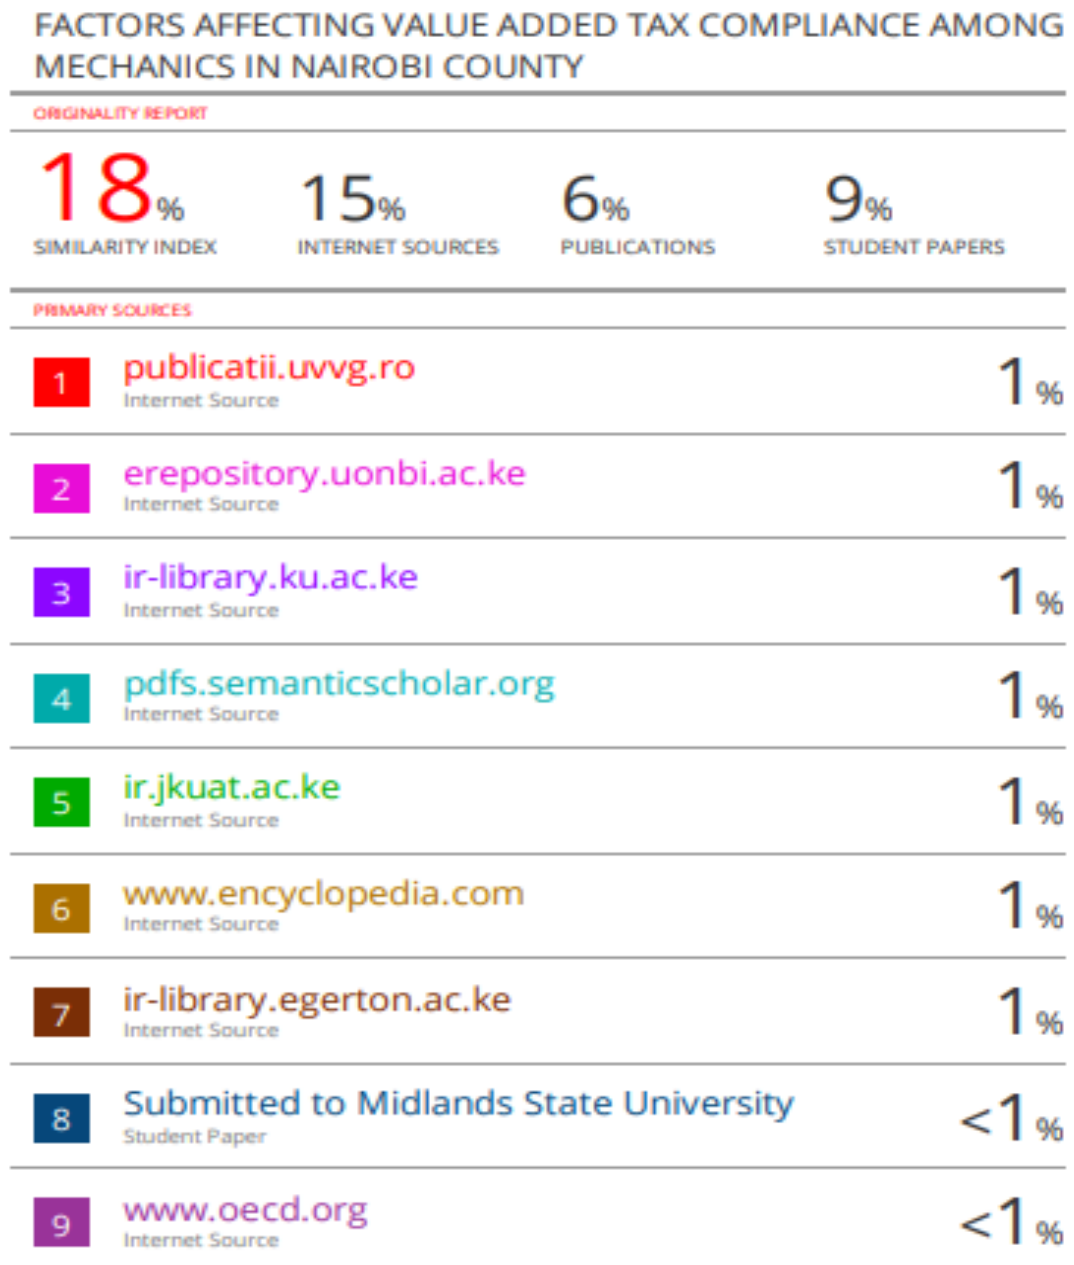 FACTORS AFFECTING VALUE ADDED TAX COMPLIANCE AMONG
MECHANICS IN NAIROBI COUNTY
ORIGINALITY REPORT
18% 15% 6% 9%
SIMILARITY INDEX INTERNET SOURCES PUBLICATIONS STUDENT PAPERS
PRIMARY SOURCES
1 publicatii.uvvg.ro 1%
Internet Source
2 erepository.uonbi.ac.ke 1%
Internet Source
3 ir-library.ku.ac.ke 1%
Internet Source
4 pdfs.semanticscholar.org 1%
Internet Source
5 ir.jkuat.ac.ke 1%
Internet Source
6 www.encyclopedia.com 1%
Internet Source
7 ir-library.egerton.ac.ke 1%
Internet Source
8 Submitted to Midlands State University <1%
Student Paper
9 www.oecd.org <1%
Internet Source